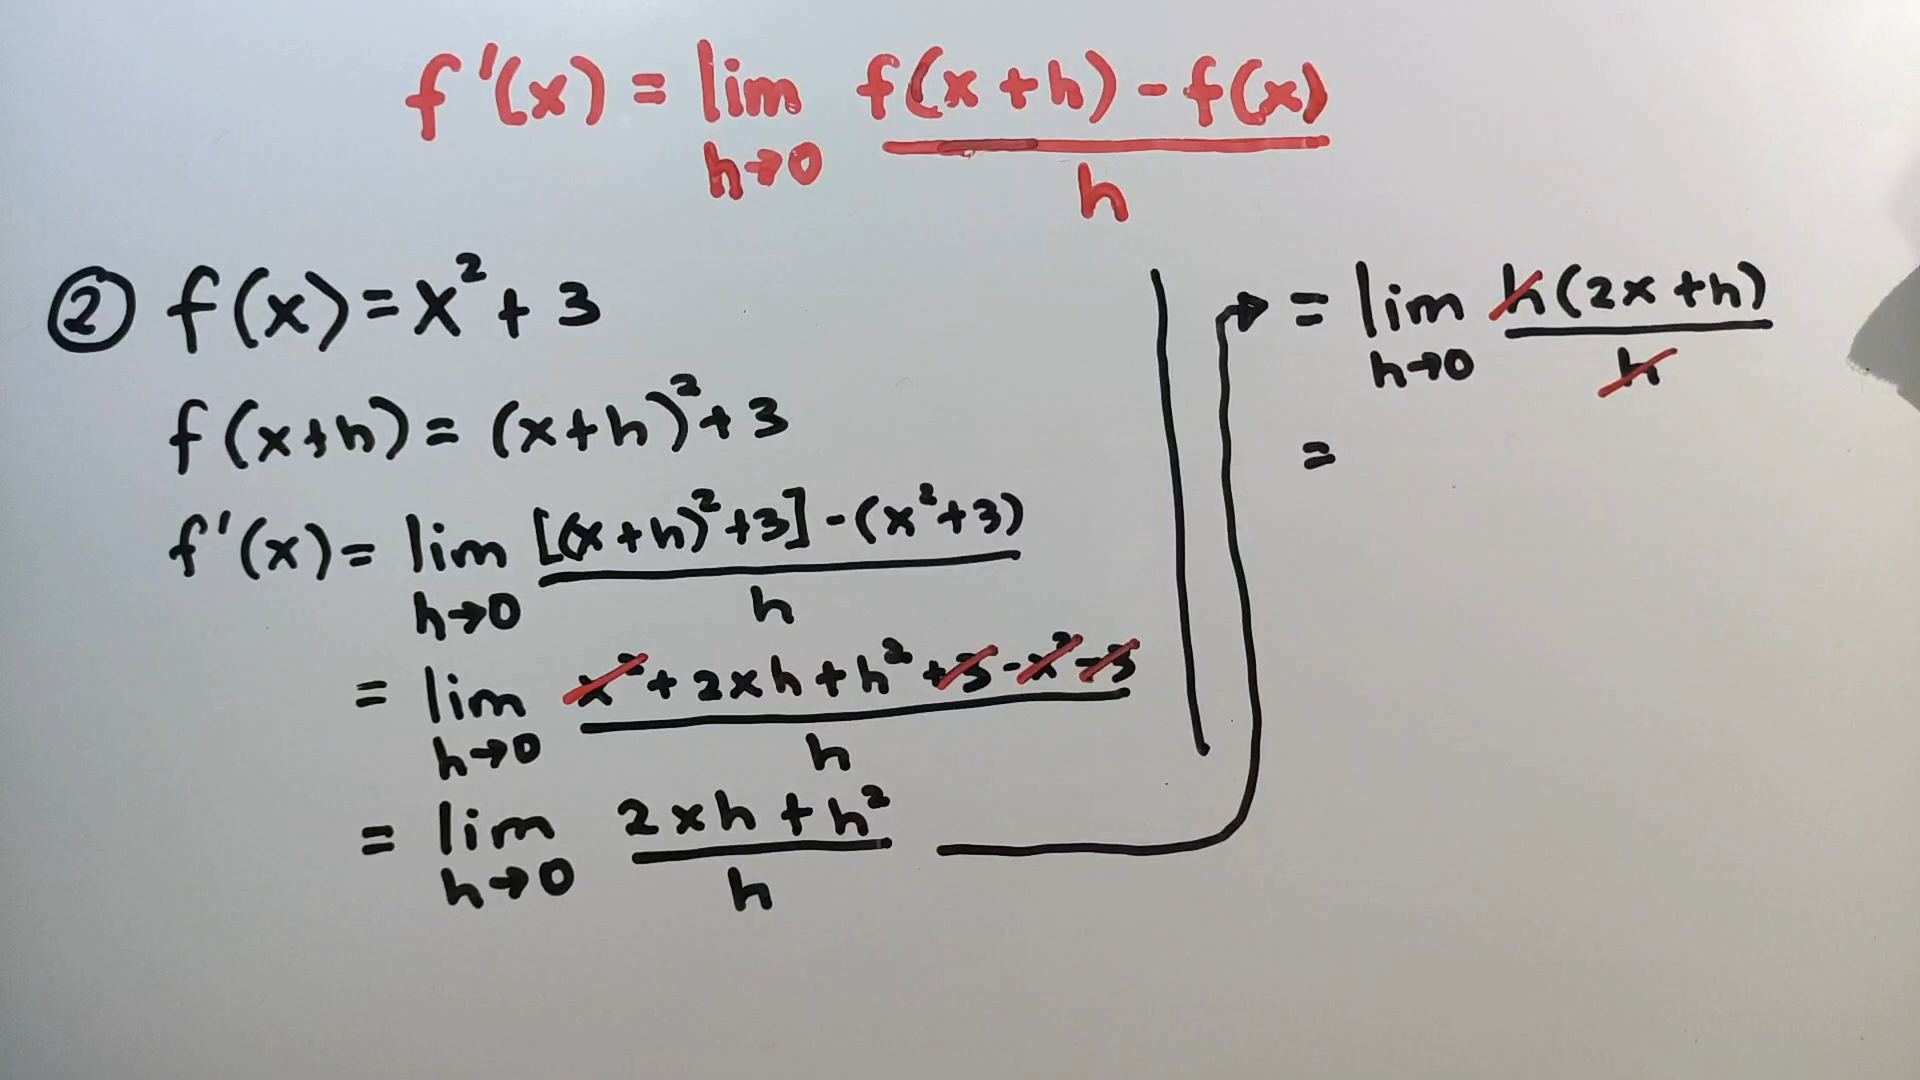 f'(x) = lim h→0 f(x+h)-f(x) / h
② f(x)=x²+3
f(x+h)= (x+h)²+3
f'(x)= lim h→0 [(x+h)²+3]-(x²+3) / h
= lim h→0 x²+2xh+h²+3-x²-3 / h
= lim h→0 2xh+h² / h
→ = lim h→0 h(2x+h) / h
=